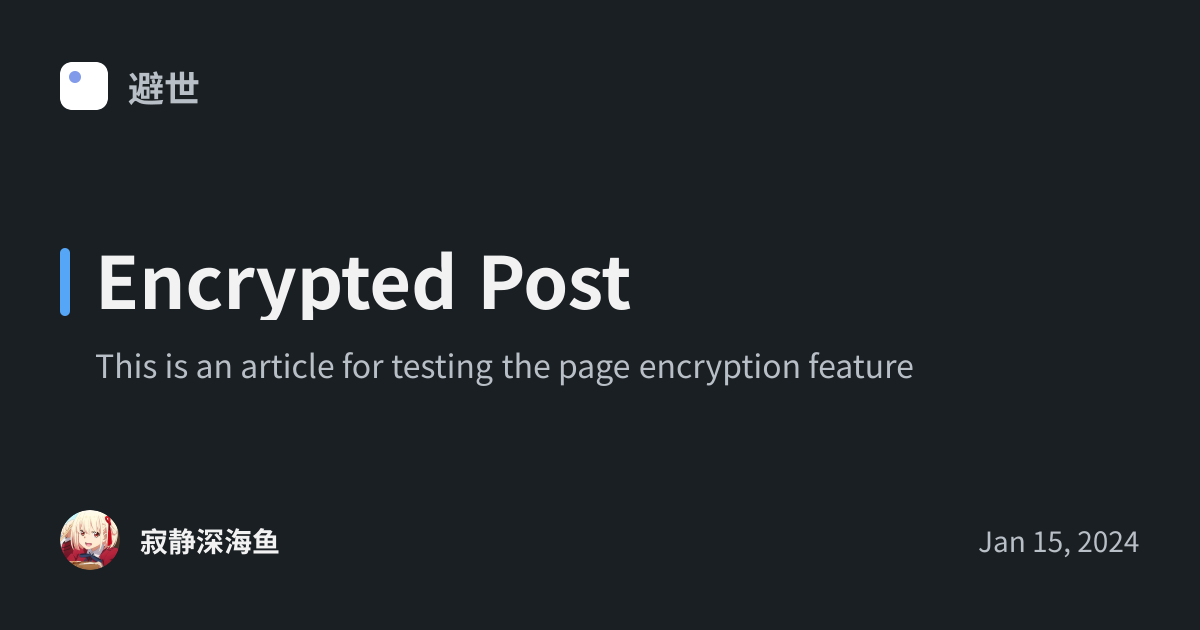 避世
Encrypted Post
This is an article for testing the page encryption feature
寂静深海鱼
Jan 15, 2024